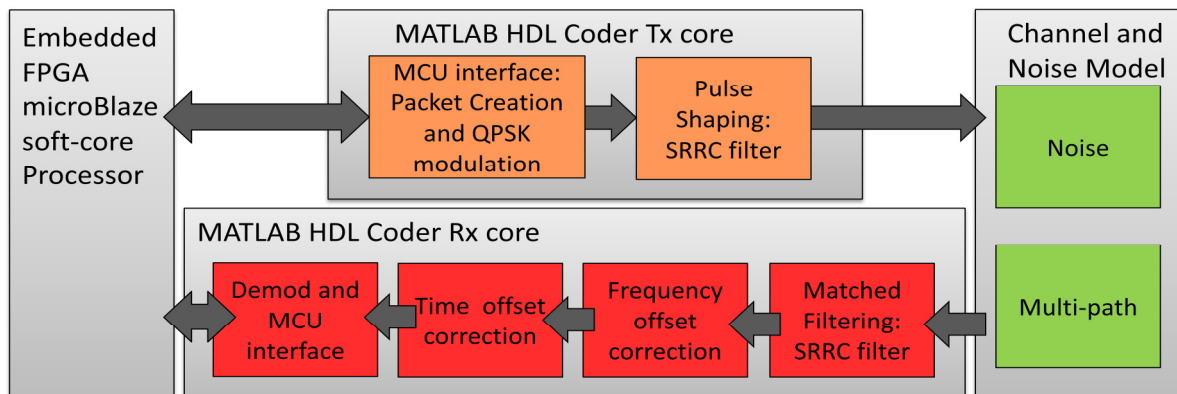 Embedded
FPGA
microBlaze
soft-core
Processor
MATLAB HDL Coder Tx core
MCU interface:
Packet Creation
and QPSK
modulation
Pulse
Shaping:
SRRC filter
Channel and
Noise Model
Noise
Multi-path
MATLAB HDL Coder Rx core
Demod and
MCU
interface
Time offset
correction
Frequency
offset
correction
Matched
Filtering:
SRRC filter